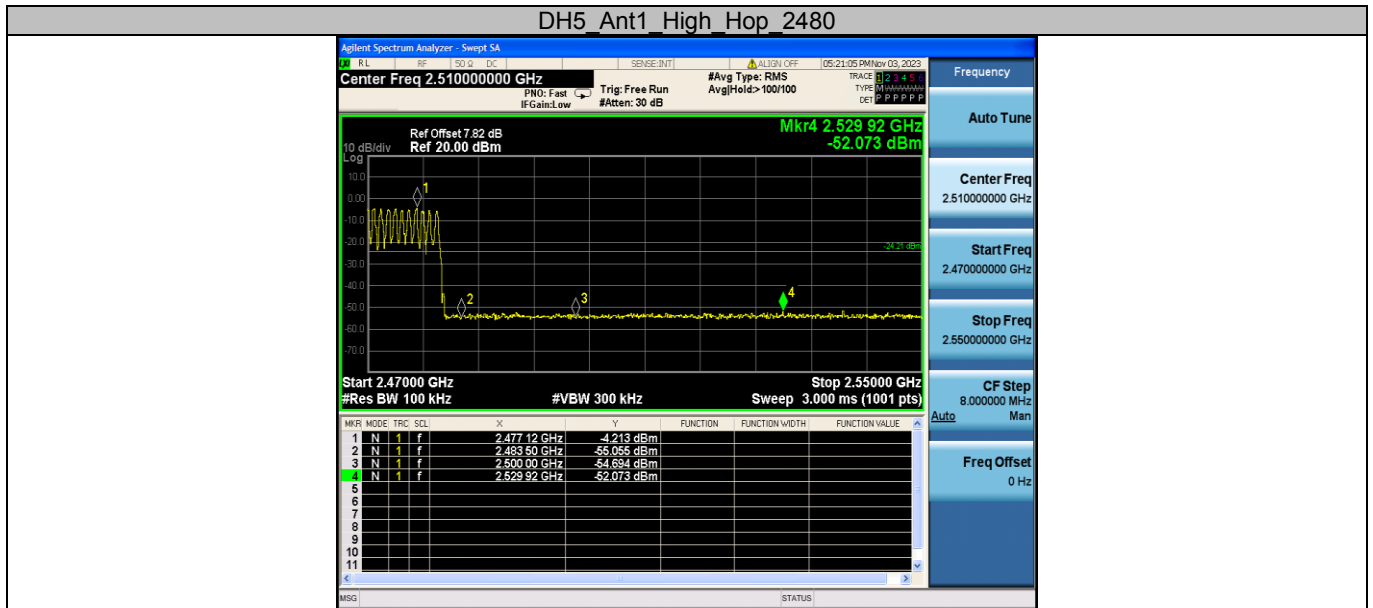 DH5_Ant1_High_Hop_2480
Agilent Spectrum Analyzer - Swept SA
RL RF 50 Ω DC SENSE:INT ALIGN OFF 05:21:05 PM Nov 03, 2023
Center Freq 2.510000000 GHz
PNO: Fast
IFGain:Low
Trig: Free Run
#Atten: 30 dB
#Avg Type: RMS
Avg|Hold:> 100/100
TRACE 1 2 3 4 5 6
TYPE M
DET P P P P P P
Frequency
Auto Tune
Center Freq
2.510000000 GHz
Start Freq
2.470000000 GHz
Stop Freq
2.550000000 GHz
CF Step
8.000000 MHz
Auto Man
Freq Offset
0 Hz
Mkr4 2.529 92 GHz
-52.073 dBm
Ref Offset 7.82 dB
10 dB/div Ref 20.00 dBm
Log
10.0
0.00
-10.0
-20.0
-30.0
-40.0
-50.0
-60.0
-70.0
1
2
3
4
-24.21 dBm
Start 2.47000 GHz Stop 2.55000 GHz
#Res BW 100 kHz #VBW 300 kHz Sweep 3.000 ms (1001 pts)
MKR MODE TRC SCL X Y FUNCTION FUNCTION WIDTH FUNCTION VALUE
1 N 1 f 2.477 12 GHz -4.213 dBm
2 N 1 f 2.483 50 GHz -55.055 dBm
3 N 1 f 2.500 00 GHz -54.694 dBm
4 N 1 f 2.529 92 GHz -52.073 dBm
5
6
7
8
9
10
11
MSG STATUS